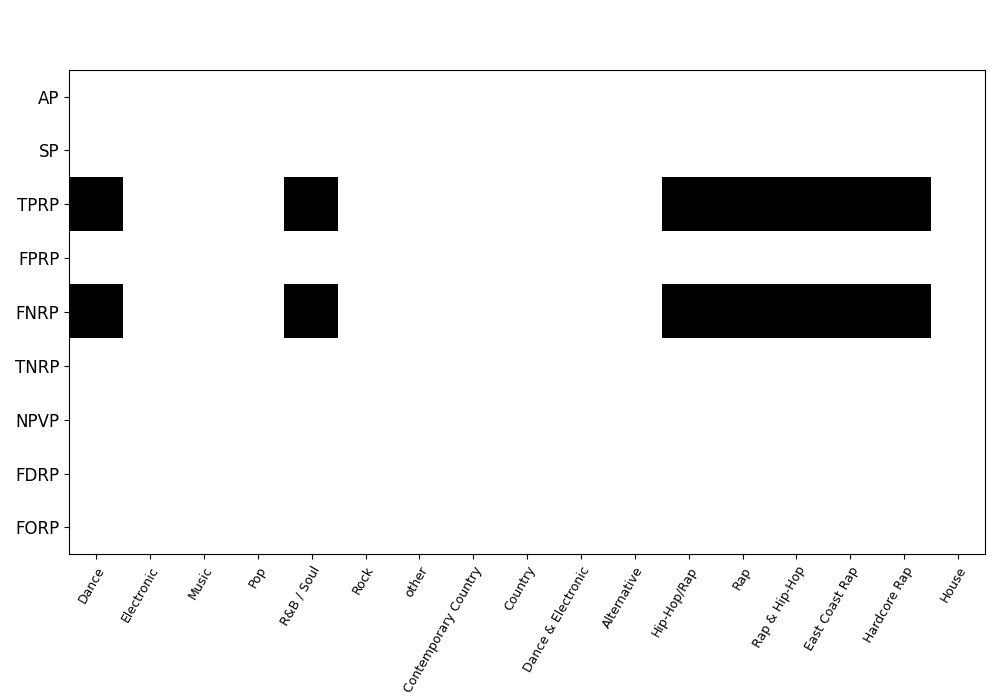 AP
SP
TPRP
FPRP
FNRP
TNRP
NPVP
FDRP
FORP
Dance
Electronic
Music
Pop
R&B / Soul
Rock
other
Contemporary Country
Country
Dance & Electronic
Alternative
Hip-Hop/Rap
Rap
Rap & Hip-Hop
East Coast Rap
Hardcore Rap
House